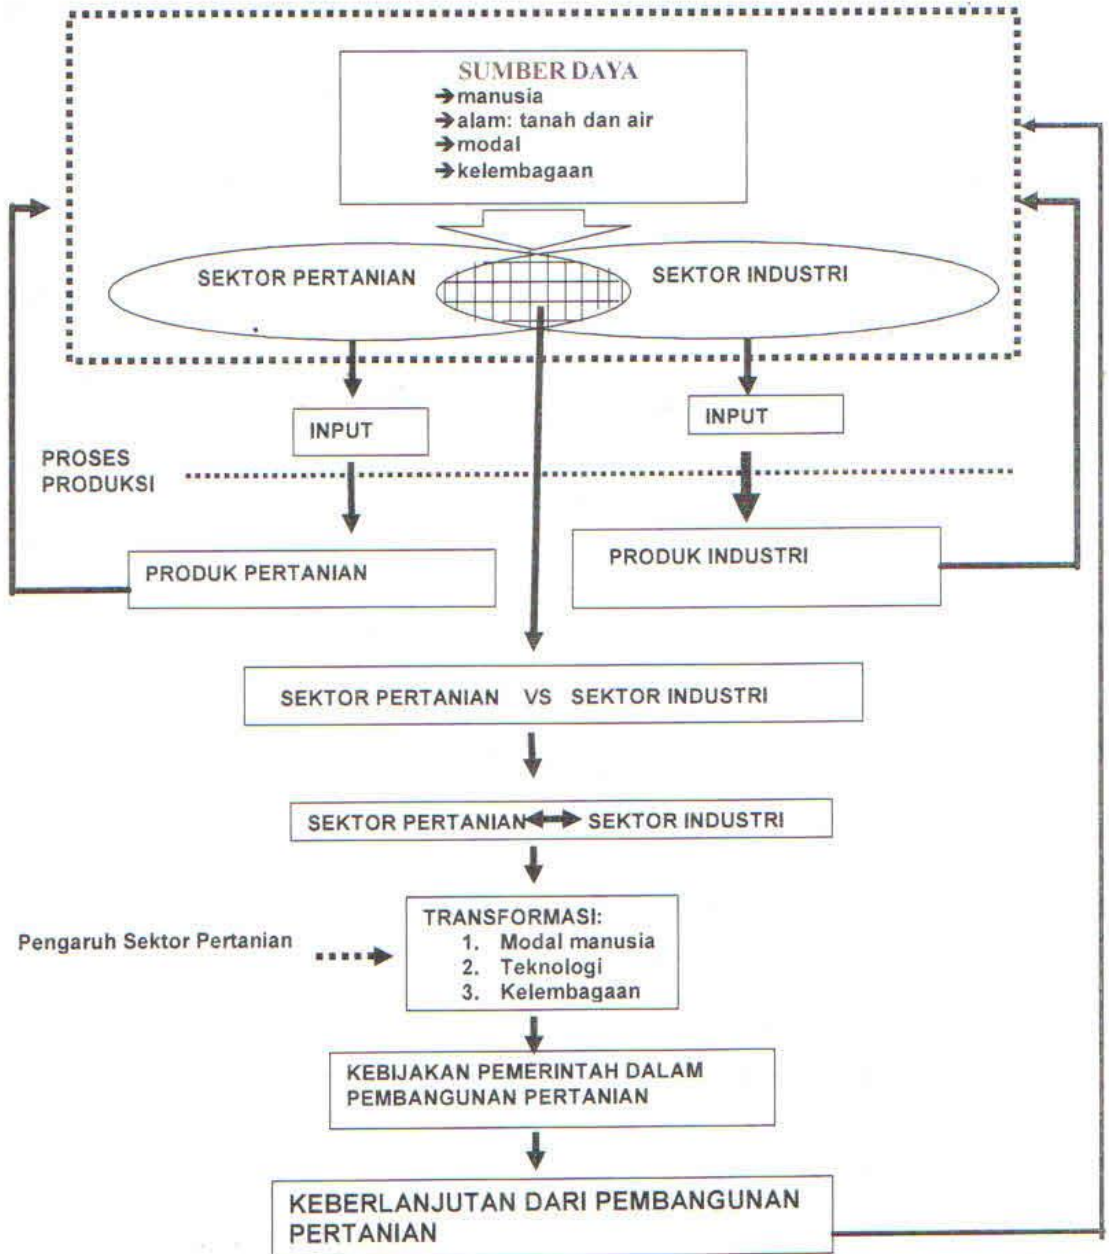 SUMBER DAYA
➔manusia
➔alam: tanah dan air
➔modal
➔kelembagaan
SEKTOR PERTANIAN
SEKTOR INDUSTRI
INPUT
INPUT
PROSES
PRODUKSI
PRODUK PERTANIAN
PRODUK INDUSTRI
SEKTOR PERTANIAN VS SEKTOR INDUSTRI
SEKTOR PERTANIAN ↔ SEKTOR INDUSTRI
Pengaruh Sektor Pertanian
TRANSFORMASI:
1. Modal manusia
2. Teknologi
3. Kelembagaan
KEBIJAKAN PEMERINTAH DALAM
PEMBANGUNAN PERTANIAN
KEBERLANJUTAN DARI PEMBANGUNAN
PERTANIAN